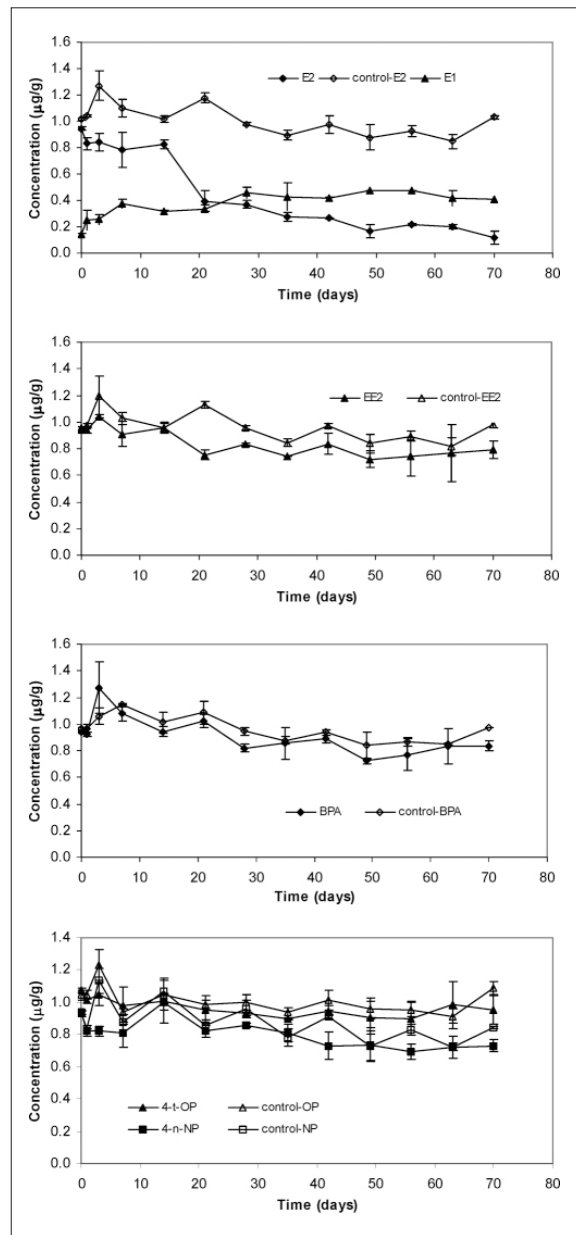 1.6
1.4
1.2
1.0
0.8
0.6
0.4
0.2
0.0
Concentration (µg/g)
E2 control-E2 E1
0 10 20 30 40 50 60 70 80
Time (days)
1.6
1.4
1.2
1.0
0.8
0.6
0.4
0.2
0.0
Concentration (µg/g)
EE2 control-EE2
0 10 20 30 40 50 60 70 80
Time (days)
1.6
1.4
1.2
1.0
0.8
0.6
0.4
0.2
0.0
Concentration (µg/g)
BPA control-BPA
0 10 20 30 40 50 60 70 80
Time (days)
1.4
1.2
1.0
0.8
0.6
0.4
0.2
0.0
Concentration (µg/g)
4-t-OP control-OP
4-n-NP control-NP
0 10 20 30 40 50 60 70 80
Time (days)